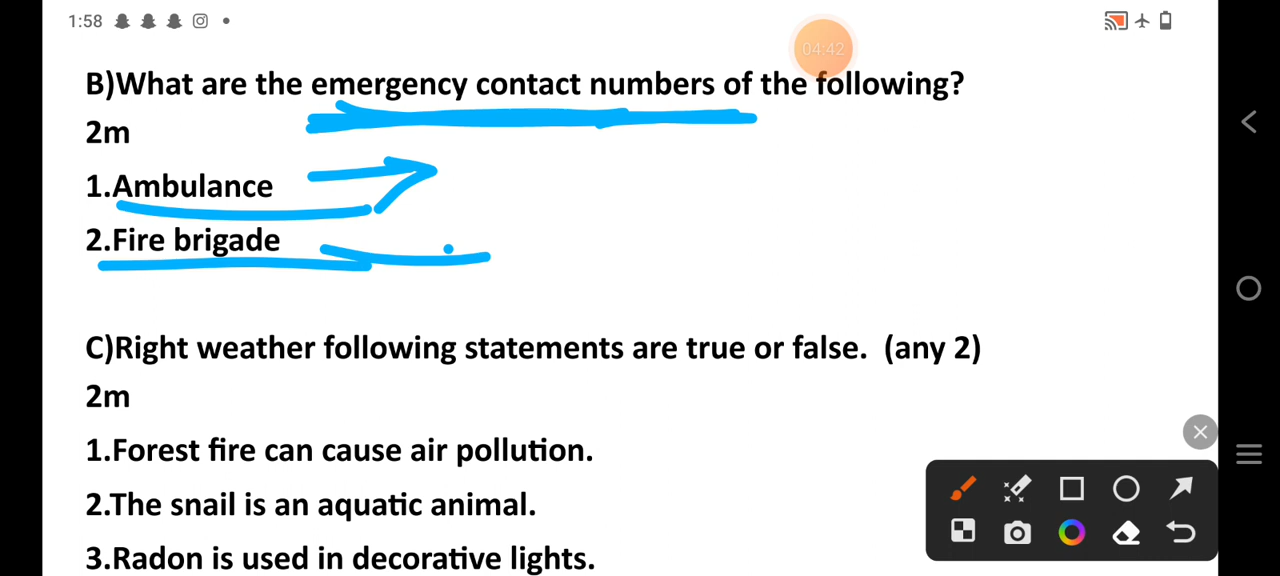 1:58
04:42
B)What are the emergency contact numbers of the following?
2m
1.Ambulance
2.Fire brigade
C)Right weather following statements are true or false. (any 2)
2m
1.Forest fire can cause air pollution.
2.The snail is an aquatic animal.
3.Radon is used in decorative lights.